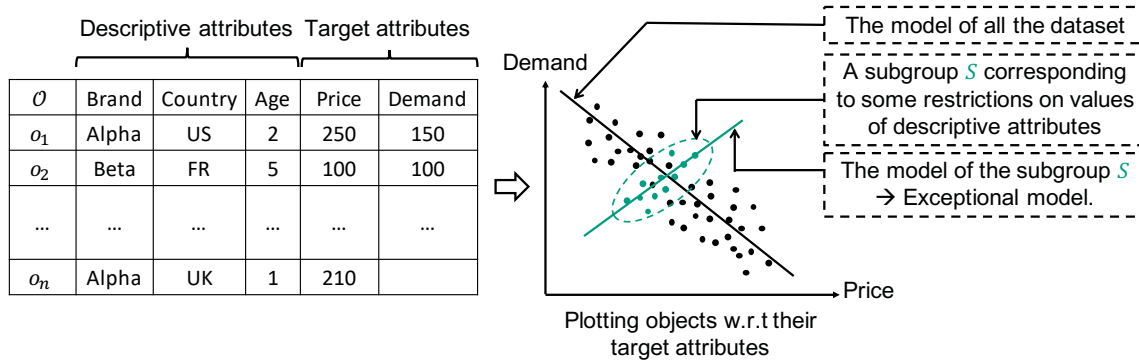 Descriptive attributes Target attributes
𝒪 Brand Country Age Price Demand
o₁ Alpha US 2 250 150
o₂ Beta FR 5 100 100
... ... ... ... ... ...
oₙ Alpha UK 1 210
Demand
Price
Plotting objects w.r.t their
target attributes
The model of all the dataset
A subgroup S corresponding
to some restrictions on values
of descriptive attributes
The model of the subgroup S
→ Exceptional model.